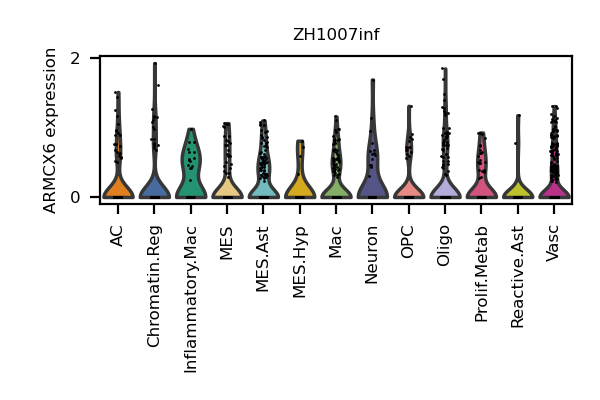 ZH1007inf
ARMCX6 expression
2
0
AC
Chromatin.Reg
Inflammatory.Mac
MES
MES.Ast
MES.Hyp
Mac
Neuron
OPC
Oligo
Prolif.Metab
Reactive.Ast
Vasc